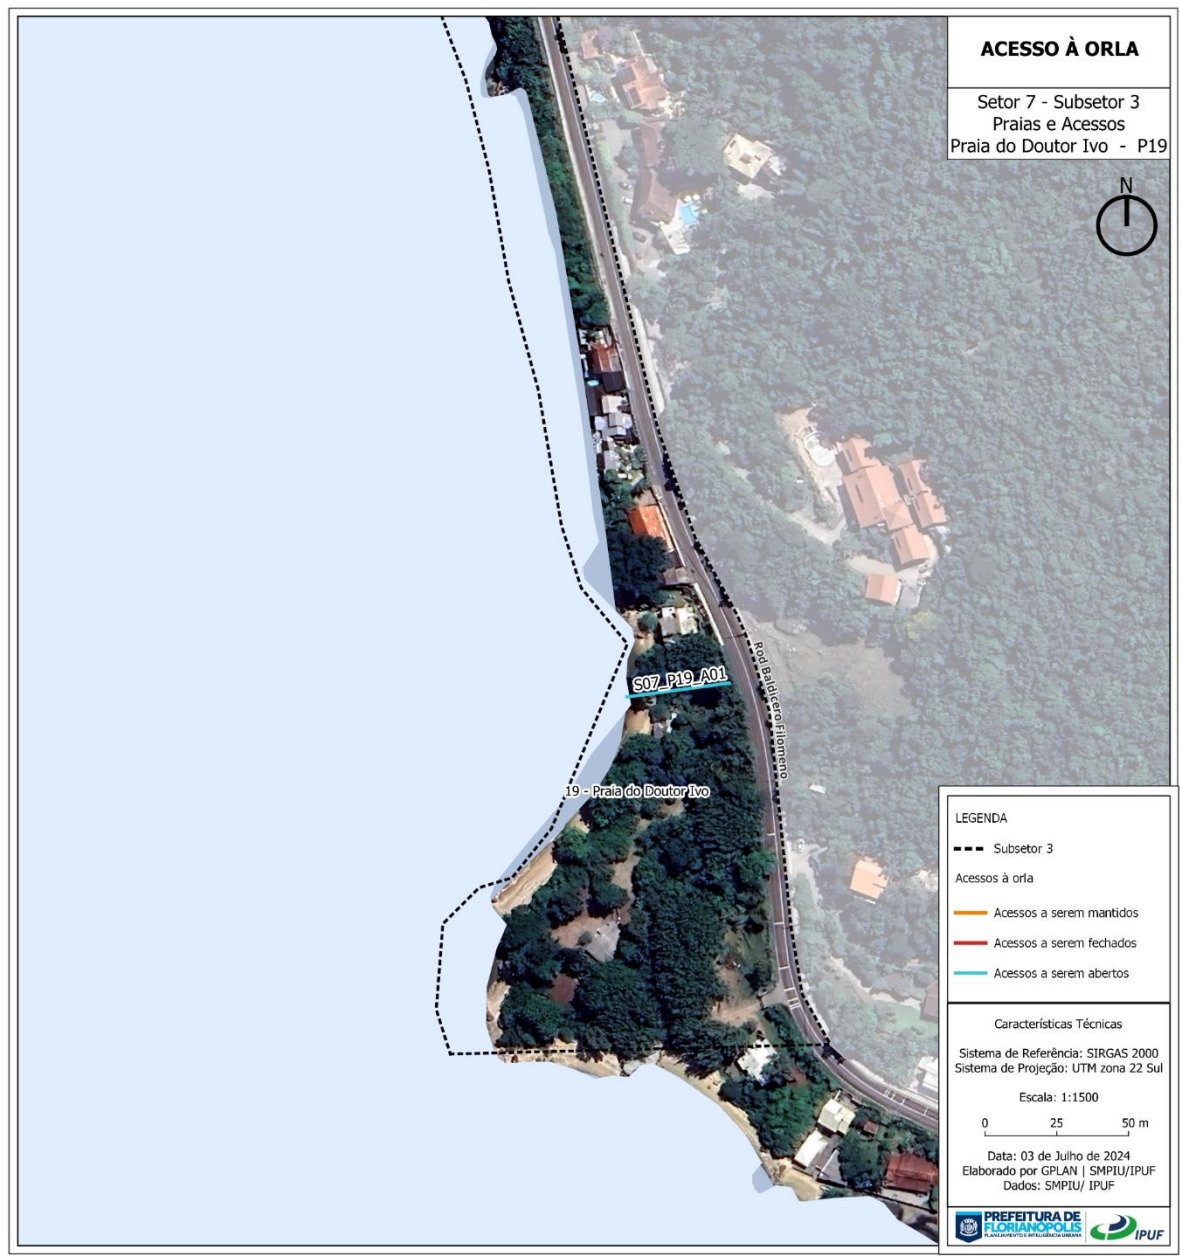 ACESSO À ORLA
Setor 7 - Subsetor 3
Praias e Acessos
Praia do Doutor Ivo - P19
N
S07_P19_A01
Rod Baldicero Filomeno
19 - Praia do Doutor Ivo
LEGENDA
Subsetor 3
Acessos à orla
Acessos a serem mantidos
Acessos a serem fechados
Acessos a serem abertos
Características Técnicas
Sistema de Referência: SIRGAS 2000
Sistema de Projeção: UTM zona 22 Sul
Escala: 1:1500
0 25 50 m
Data: 03 de Julho de 2024
Elaborado por GPLAN | SMPIU/IPUF
Dados: SMPIU/ IPUF
PREFEITURA DE
FLORIANÓPOLIS
PLANEJAMENTO E INTELIGÊNCIA URBANA
IPUF